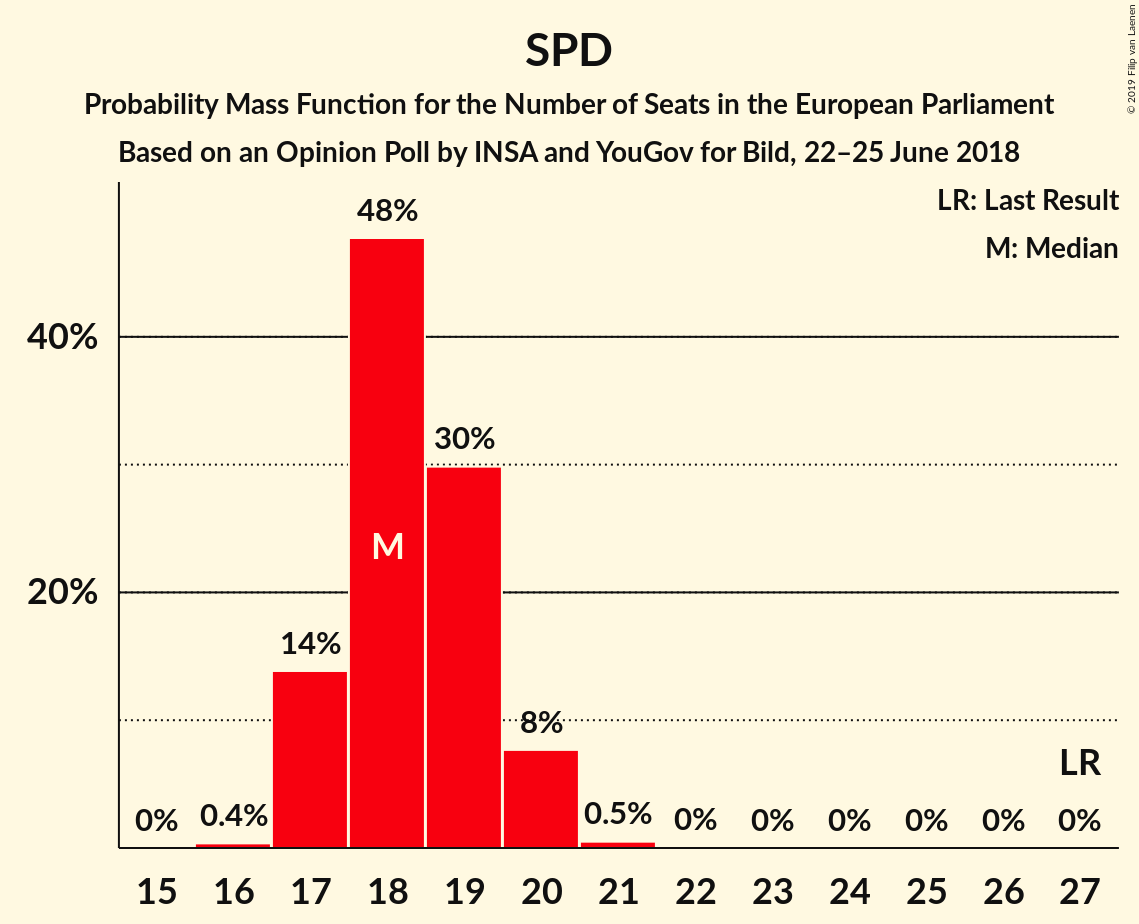 SPD
Probability Mass Function for the Number of Seats in the European Parliament
Based on an Opinion Poll by INSA and YouGov for Bild, 22–25 June 2018
© 2019 Filip van Laenen
LR: Last Result
M: Median
48%
40%
30%
M
20%
14%
8%
LR
0% 0.4% 0.5% 0% 0% 0% 0% 0% 0%
15 16 17 18 19 20 21 22 23 24 25 26 27